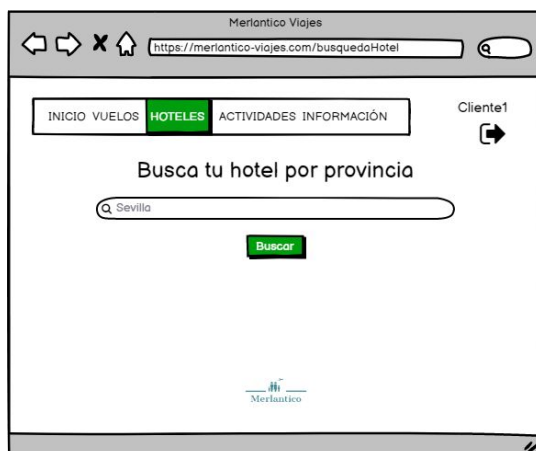 Merlantico Viajes
https://merlantico-viajes.com/busquedaHotel
INICIO VUELOS HOTELES ACTIVIDADES INFORMACIÓN
Cliente1
Busca tu hotel por provincia
Sevilla
Buscar
Merlantico